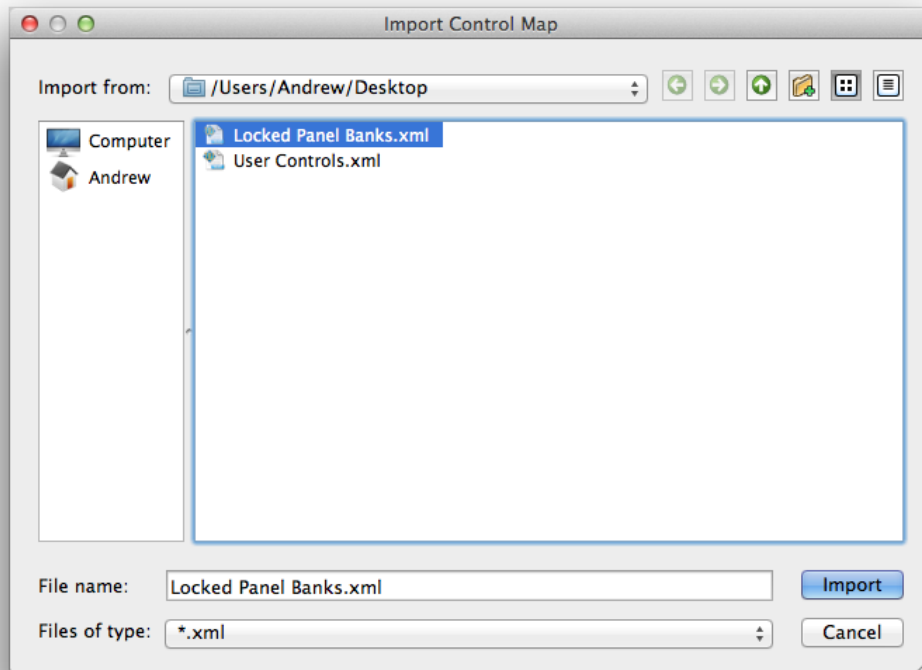 Import Control Map
Import from: /Users/Andrew/Desktop
Computer
Andrew
Locked Panel Banks.xml
User Controls.xml
File name: Locked Panel Banks.xml
Import
Files of type: *.xml
Cancel